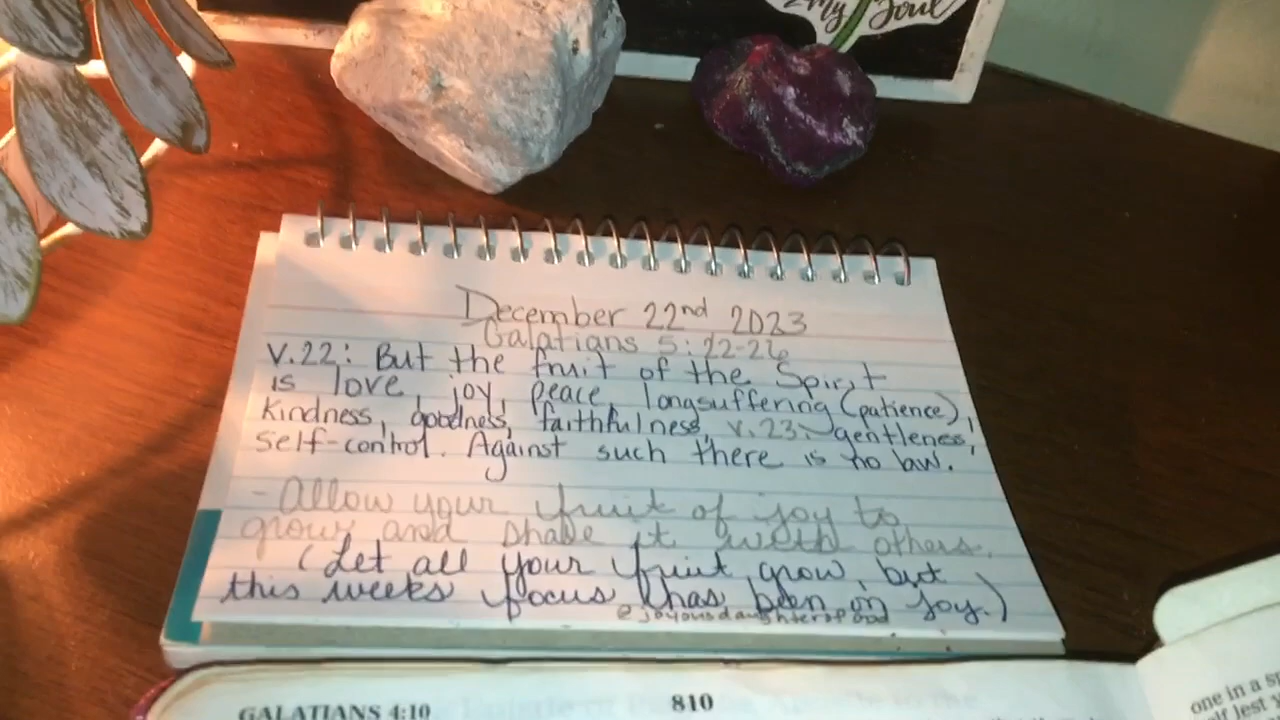 My Soul
December 22nd 2023
Galatians 5:22-26
V.22: But the fruit of the Spirit
is love, joy, peace, longsuffering (patience),
Kindness, goodness, faithfulness, v.23: gentleness,
self-control. Against such there is no law.
- Allow your fruit of joy to
grow and share it with others.
(Let all your fruit grow, but
this weeks focus has been on joy.)
@joyousdaughterofgod
GALATIANS 4:10
810
one in a
lest